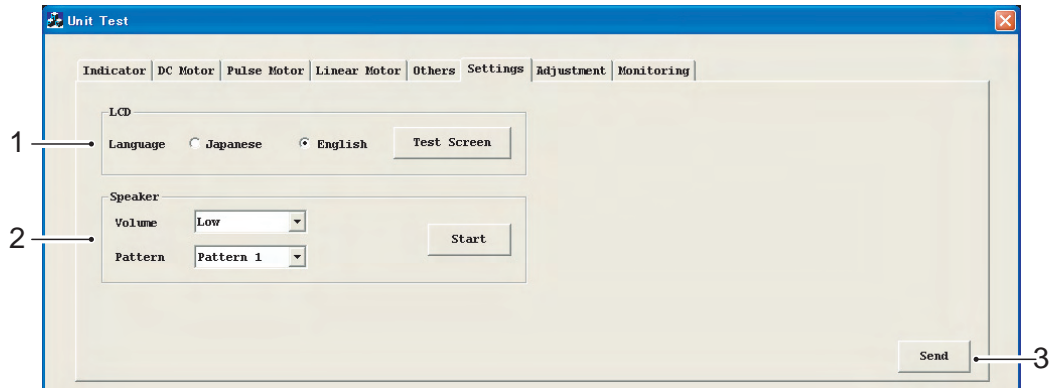 Unit Test
Indicator DC Motor Pulse Motor Linear Motor Others Settings Adjustment Monitoring
LCD
1 Language Japanese English Test Screen
Speaker
Volume Low
2 Start
Pattern Pattern 1
Send 3